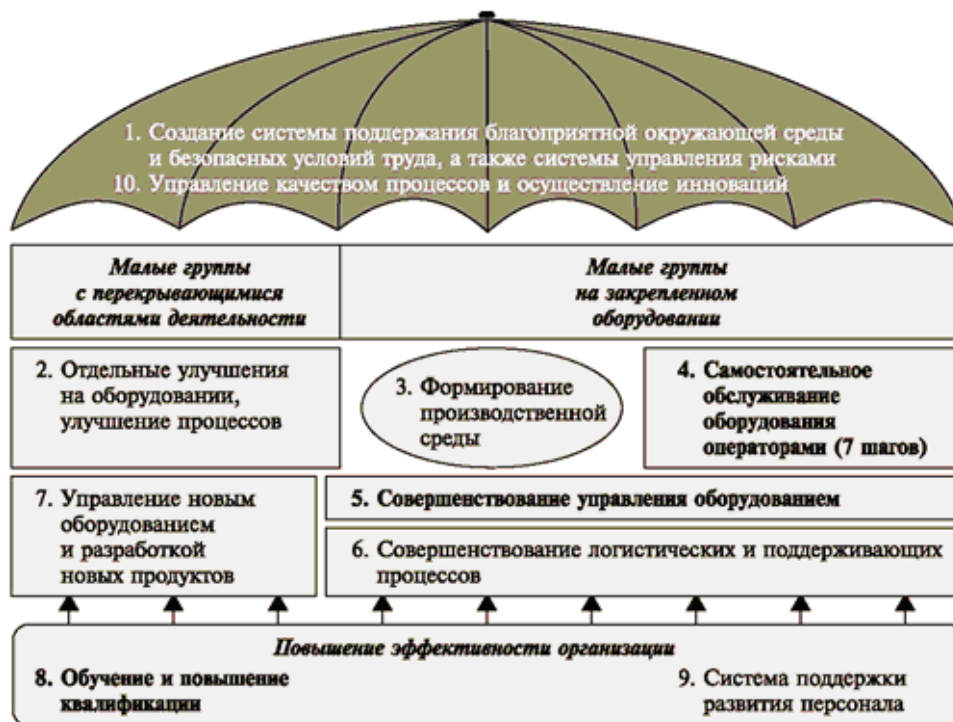 1. Создание системы поддержания благоприятной окружающей среды
и безопасных условий труда, а также системы управления рисками
10. Управление качеством процессов и осуществление инноваций
Малые группы
с перекрывающимися
областями деятельности
Малые группы
на закрепленном
оборудовании
2. Отдельные улучшения
на оборудовании,
улучшение процессов
3. Формирование
производственной
среды
4. Самостоятельное
обслуживание
оборудования
операторами (7 шагов)
7. Управление новым
оборудованием
и разработкой
новых продуктов
5. Совершенствование управления оборудованием
6. Совершенствование логистических и поддерживающих
процессов
Повышение эффективности организации
8. Обучение и повышение
квалификации
9. Система поддержки
развития персонала